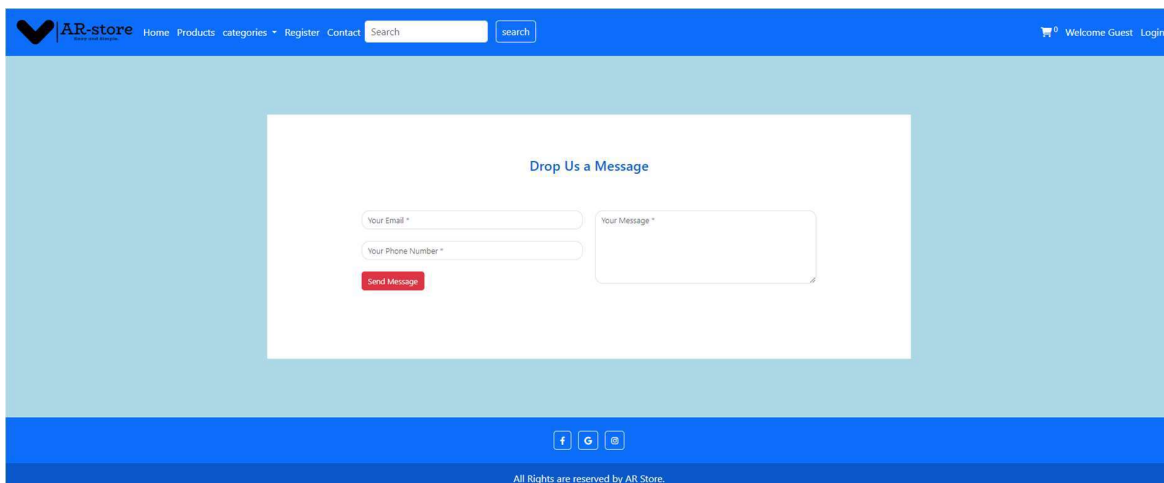 AR-store
Home Products categories Register Contact Search search 0 Welcome Guest Login
Drop Us a Message
Your Email *
Your Message *
Your Phone Number *
Send Message
All Rights are reserved by AR Store.